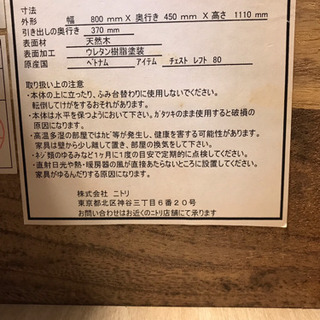 寸法
外形 幅 800 mm X 奥行き 450 mm X 高さ 1110 mm
引き出しの奥行き 370 mm
表面材 天然木
表面加工 ウレタン樹脂塗装
原産国 ベトナム アイテム チェスト レフト 80
取り扱い上の注意
・本体の上に立ったり、ふみ台替わりに使用しないでください。
転倒してけがをするおそれがあります。
・本体は水平を保つようにおいて下さい。ガタツキのまま使用すると破損の
原因になります。
・高温多湿の部屋ではカビ等が発生し、健康を害する可能性があります。
家具は壁から少し離して置き、部屋の換気をして下さい。
・ネジ類のゆるみなど1ヶ月に1度の目安で定期的に点検してください。
・直射日光や熱・暖房器の風が直接あたらないところに設置してください。
家具がゆるんだりする原因になります。
株式会社 ニトリ
東京都北区神谷三丁目6番20号
お問い合わせはお近くのニトリ店舗にて承ります